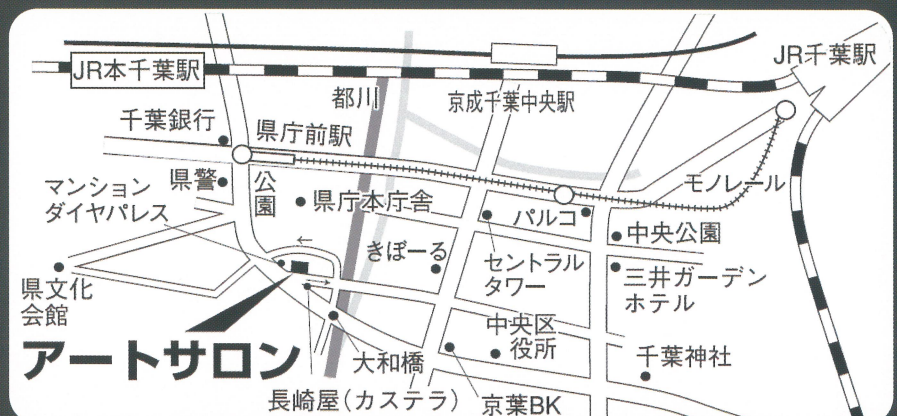 JR千葉駅
JR本千葉駅
都川
京成千葉中央駅
千葉銀行
県庁前駅
マンション
ダイヤパレス
県警
公
園
県庁本庁舎
モノレール
パルコ
中央公園
きぼーる
セントラル
タワー
三井ガーデン
ホテル
県文化
会館
中央区
役所
アートサロン
大和橋
千葉神社
長崎屋(カステラ)
京葉BK